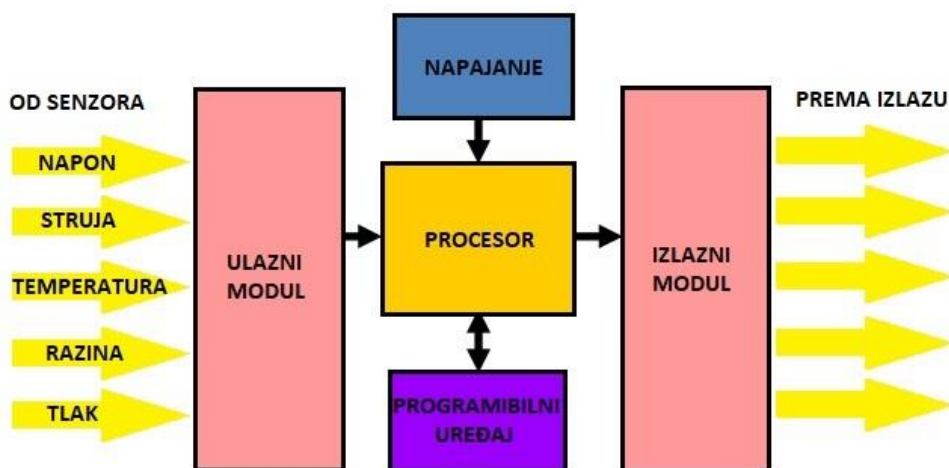 NAPAJANJE
OD SENZORA
PREMA IZLAZU
NAPON
STRUJA
TEMPERATURA
RAZINA
TLAK
ULAZNI
MODUL
PROCESOR
IZLAZNI
MODUL
PROGRAMIBILNI
UREĐAJ